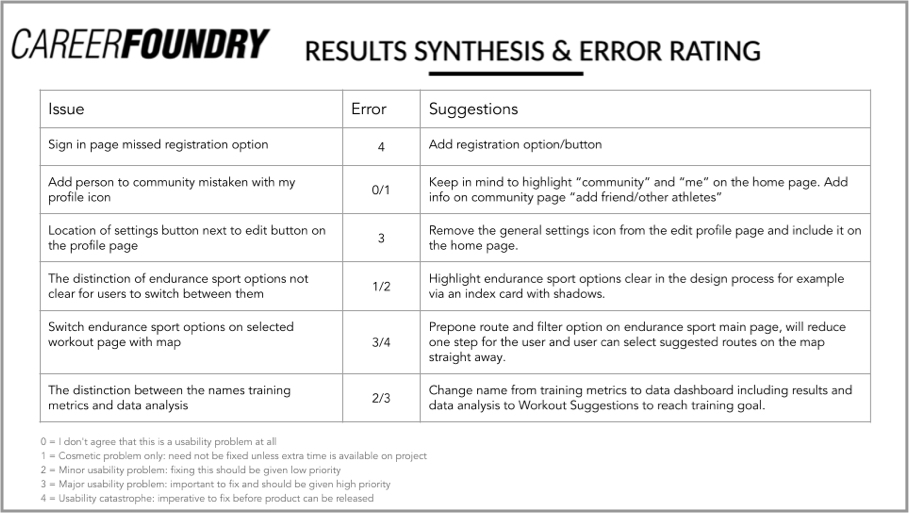 CAREERFOUNDRY
RESULTS SYNTHESIS & ERROR RATING
Issue
Error
Suggestions
Sign in page missed registration option
4
Add registration option/button
Add person to community mistaken with my
profile icon
0/1
Keep in mind to highlight “community” and “me” on the home page. Add
info on community page “add friend/other athletes”
Location of settings button next to edit button on
the profile page
3
Remove the general settings icon from the edit profile page and include it on
the home page.
The distinction of endurance sport options not
clear for users to switch between them
1/2
Highlight endurance sport options clear in the design process for example
via an index card with shadows.
Switch endurance sport options on selected
workout page with map
3/4
Prepone route and filter option on endurance sport main page, will reduce
one step for the user and user can select suggested routes on the map
straight away.
The distinction between the names training
metrics and data analysis
2/3
Change name from training metrics to data dashboard including results and
data analysis to Workout Suggestions to reach training goal.
0 = I don't agree that this is a usability problem at all
1 = Cosmetic problem only: need not be fixed unless extra time is available on project
2 = Minor usability problem: fixing this should be given low priority
3 = Major usability problem: important to fix and should be given high priority
4 = Usability catastrophe: imperative to fix before product can be released